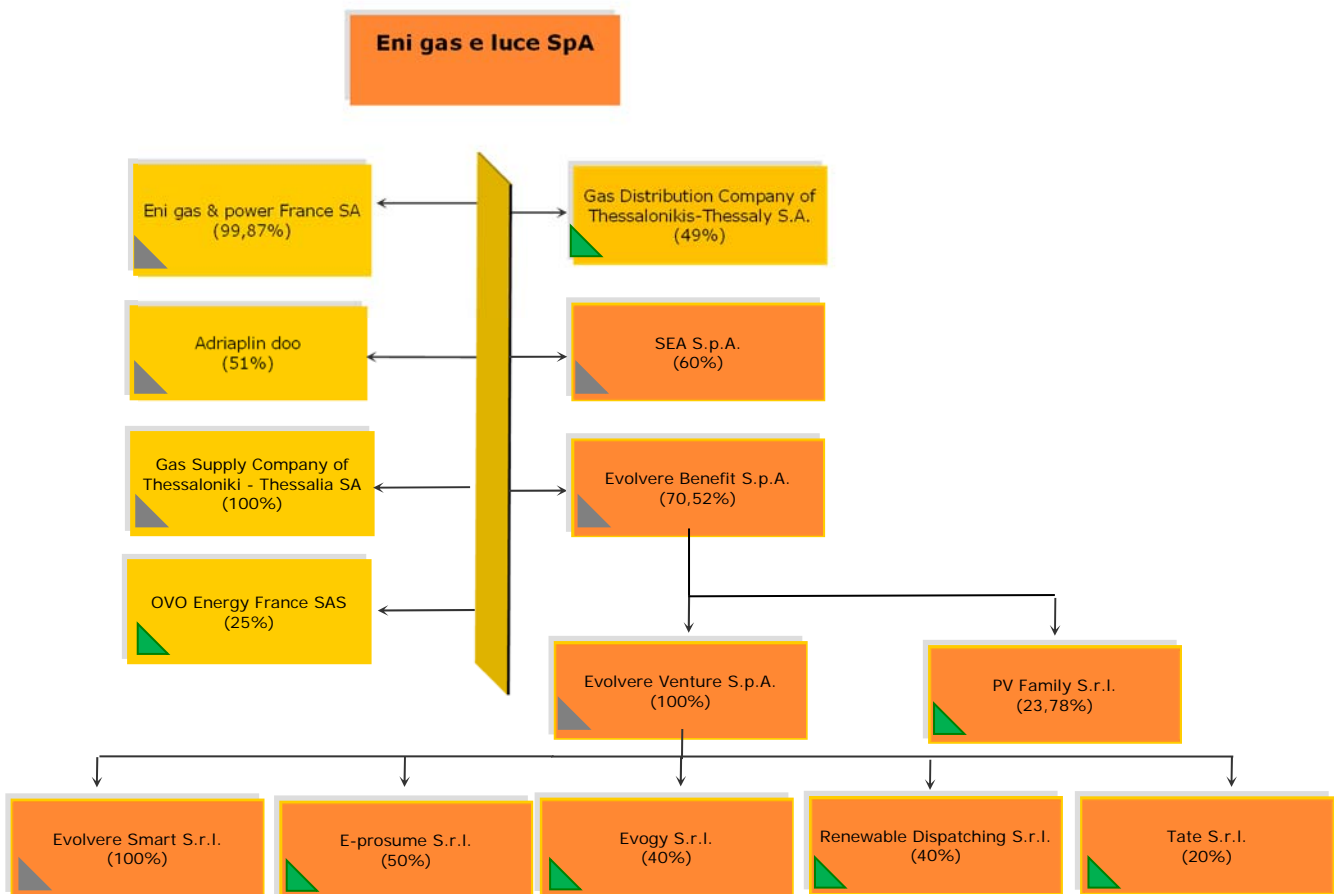 Eni gas e luce SpA
Eni gas & power France SA
(99,87%)
Gas Distribution Company of
Thessalonikis-Thessaly S.A.
(49%)
Adriaplin doo
(51%)
SEA S.p.A.
(60%)
Gas Supply Company of
Thessaloniki - Thessalia SA
(100%)
Evolvere Benefit S.p.A.
(70,52%)
OVO Energy France SAS
(25%)
Evolvere Venture S.p.A.
(100%)
PV Family S.r.l.
(23,78%)
Evolvere Smart S.r.l.
(100%)
E-prosume S.r.l.
(50%)
Evogy S.r.l.
(40%)
Renewable Dispatching S.r.l.
(40%)
Tate S.r.l.
(20%)